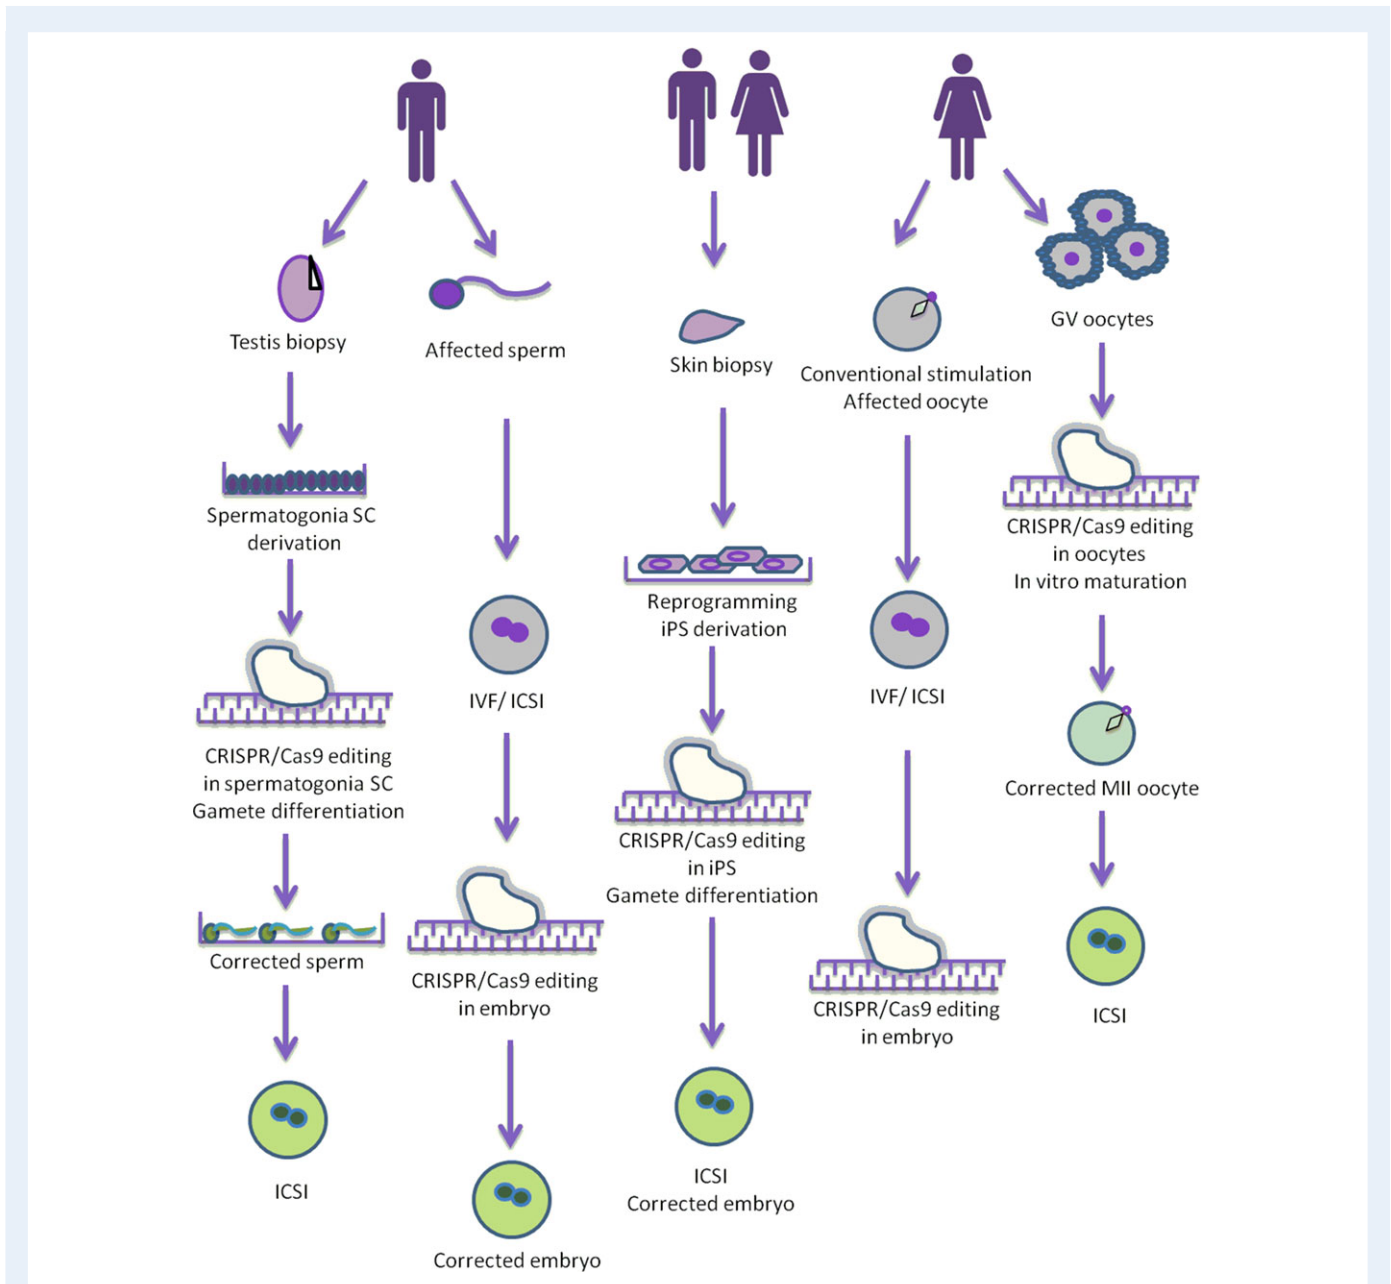 Testis biopsy
Spermatogonia SC
derivation
CRISPR/Cas9 editing
in spermatogonia SC
Gamete differentiation
Corrected sperm
ICSI
Affected sperm
IVF/ ICSI
CRISPR/Cas9 editing
in embryo
Corrected embryo
Skin biopsy
Reprogramming
iPS derivation
CRISPR/Cas9 editing
in iPS
Gamete differentiation
ICSI
Corrected embryo
Conventional stimulation
Affected oocyte
IVF/ ICSI
CRISPR/Cas9 editing
in embryo
GV oocytes
CRISPR/Cas9 editing
in oocytes
In vitro maturation
Corrected MII oocyte
ICSI